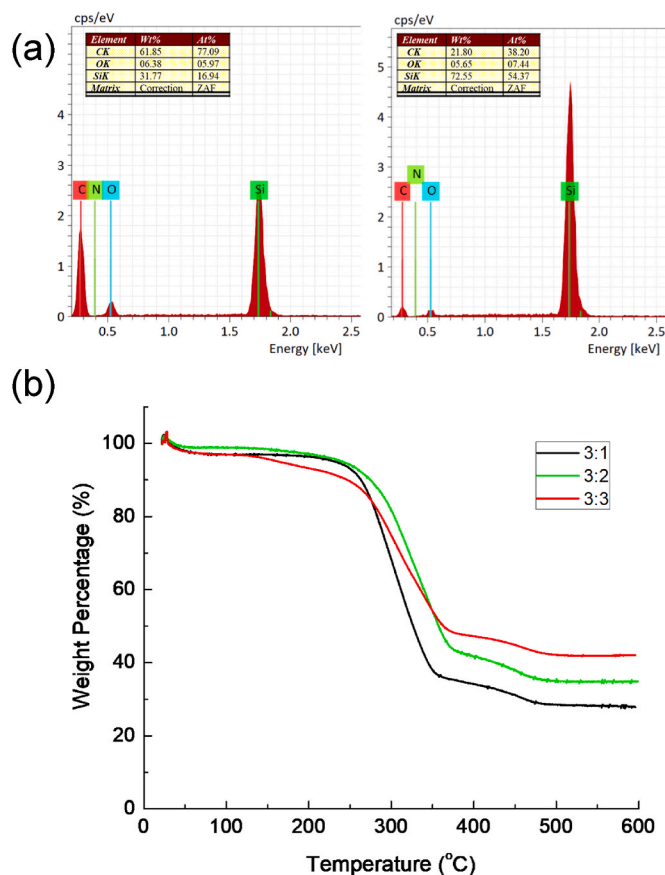 (a)
cps/eV
Element Wt% At%
CK 61.85 77.09
OK 06.38 05.97
SiK 31.77 16.94
Matrix Correction ZAF
5
4
3
2
1
0
C N O Si
0.5 1.0 1.5 2.0 2.5
Energy [keV]
cps/eV
Element Wt% At%
CK 21.80 38.20
OK 05.65 07.44
SiK 72.55 54.37
Matrix Correction ZAF
5
4
3
2
1
0
N
C O Si
0.5 1.0 1.5 2.0 2.5
Energy [keV]
(b)
Weight Percentage (%)
100
80
60
40
20
0
3:1
3:2
3:3
0 100 200 300 400 500 600
Temperature (°C)